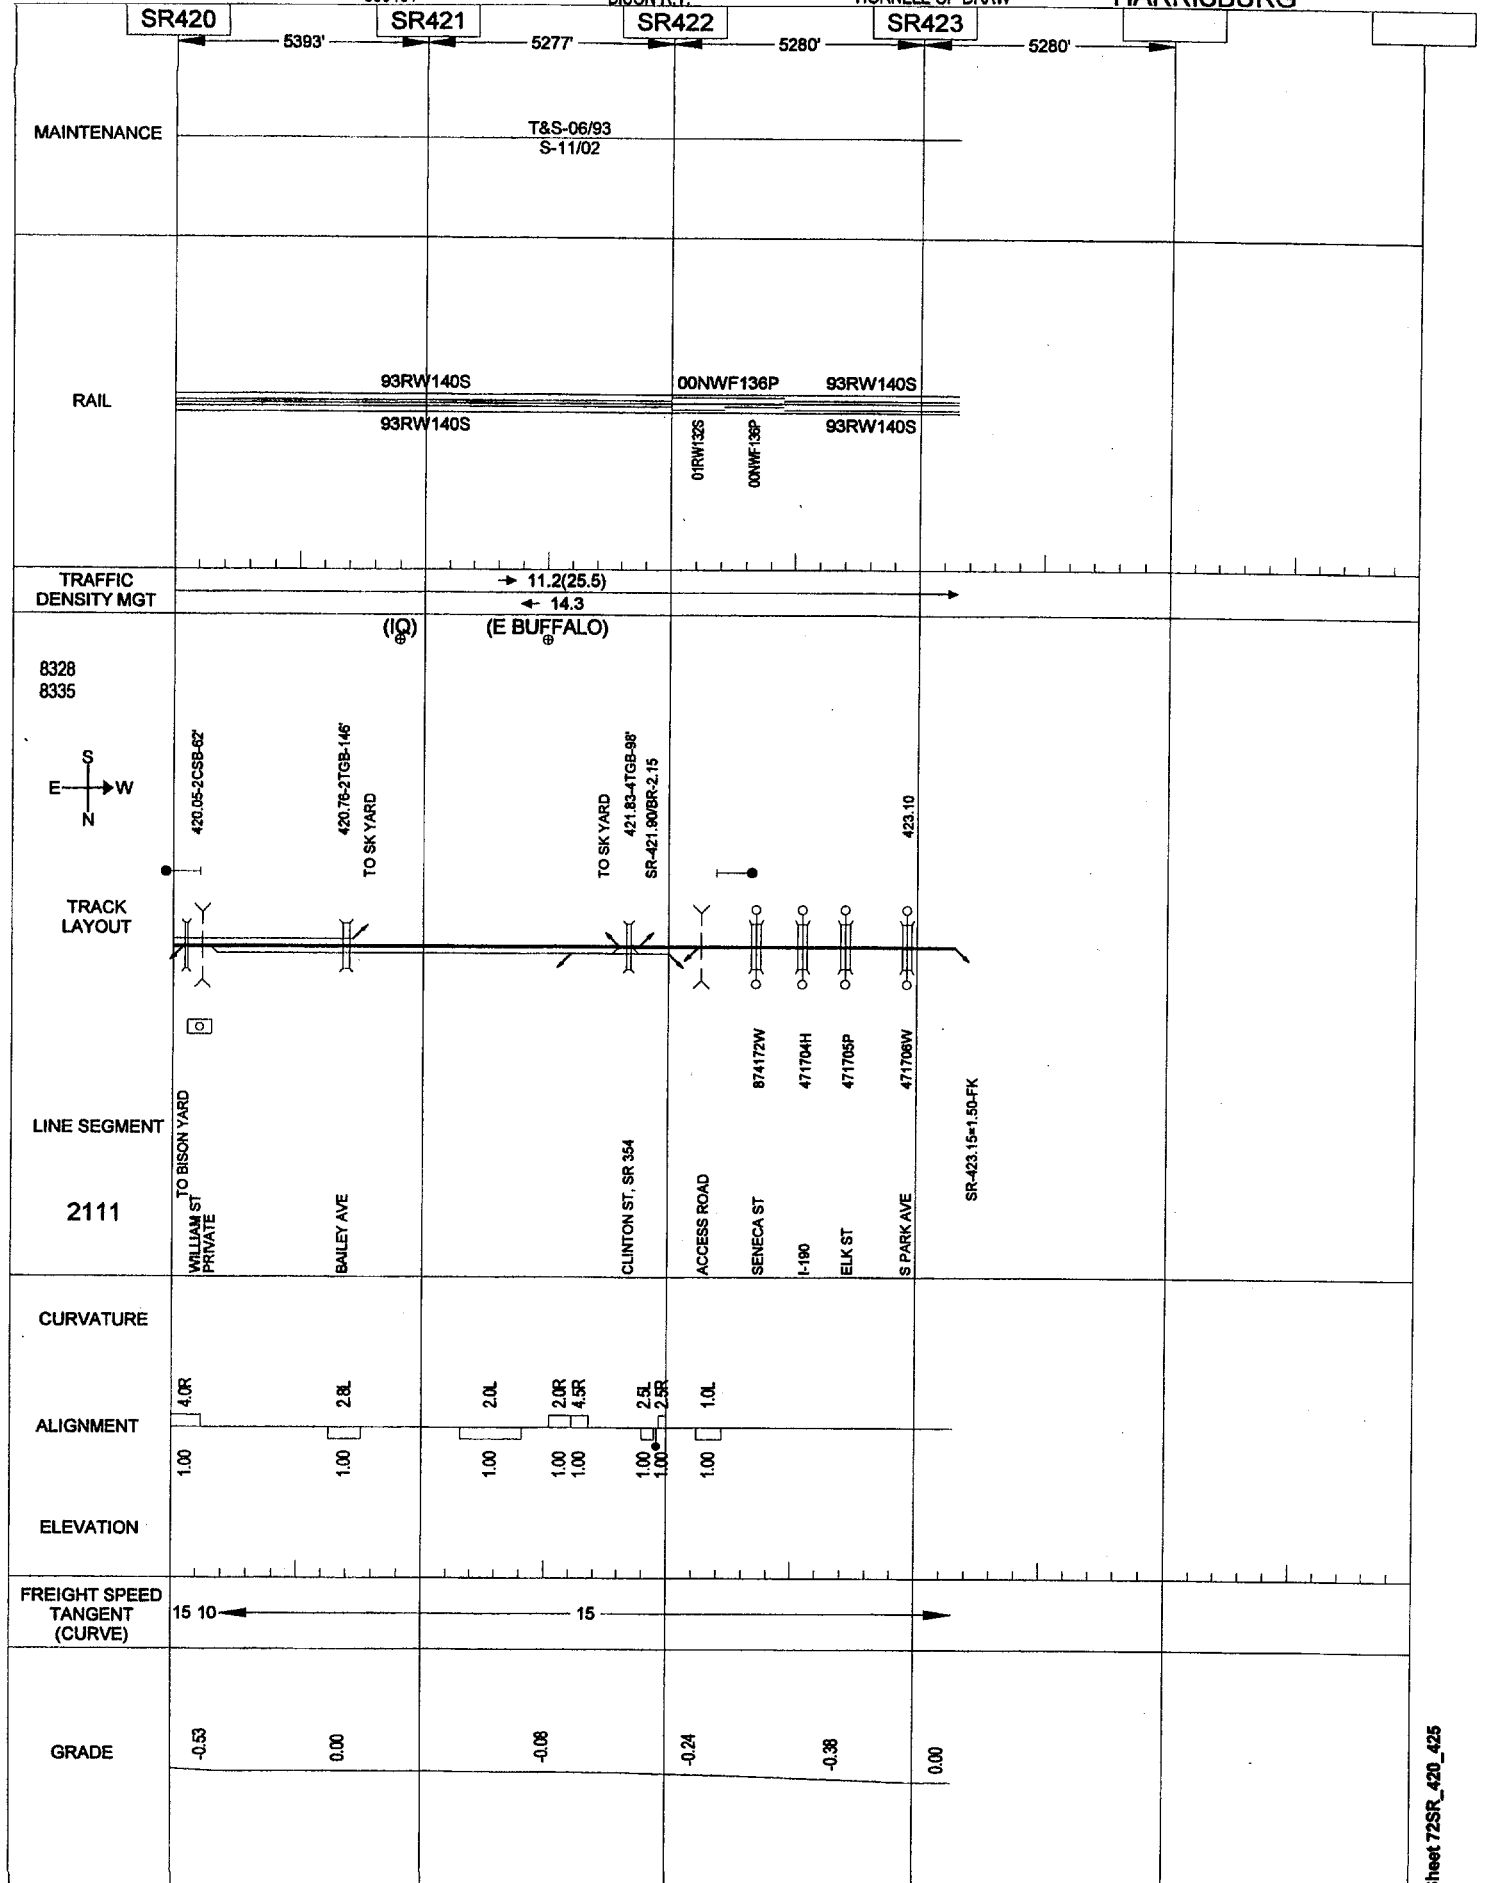 HARRISBURG
SR420 SR421 SR422 SR423
5393' 5277' 5280' 5280'
MAINTENANCE
T&S-06/93
S-11/02
RAIL
93RW140S 00NWF136P 93RW140S
93RW140S 93RW140S
01RW132S
00NWF136P
TRAFFIC
DENSITY MGT
11.2(25.5)
14.3
(IQ) (E BUFFALO)
8328
8335
S
E W
N
420.05-2CSB-62'
420.76-2TGB-146'
TO SK YARD
TO SK YARD
421.83-4TGB-98'
SR-421.90/BR-2.15
423.10
TRACK
LAYOUT
874172W
471704H
471705P
471706W
LINE SEGMENT
2111
TO BISON YARD
WILLIAM ST
PRIVATE
BAILEY AVE
CLINTON ST, SR 354
ACCESS ROAD
SENECA ST
I-190
ELK ST
S PARK AVE
SR-423.15=1.50-FK
CURVATURE
4.0R 2.8L 2.0L 2.0R 4.5R 2.5L 2.5R 1.0L
ALIGNMENT
1.00 1.00 1.00 1.00 1.00 1.00 1.00 1.00
ELEVATION
FREIGHT SPEED
TANGENT
(CURVE)
15 10 15
GRADE
-0.53 0.00 -0.08 -0.24 -0.38 0.00
72SR_420_425